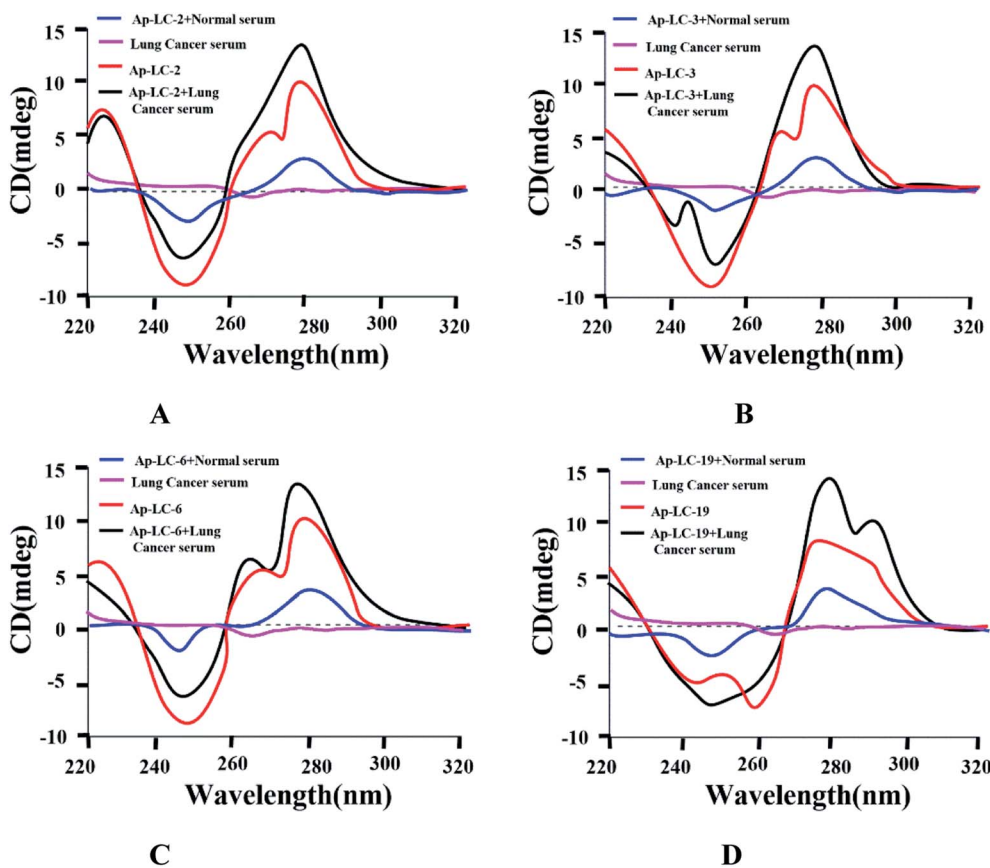 Ap-LC-2+Normal serum
Lung Cancer serum
Ap-LC-2
Ap-LC-2+Lung
Cancer serum
15
10
5
0
-5
-10
CD(mdeg)
220 240 260 280 300 320
Wavelength(nm)
A
Ap-LC-3+Normal serum
Lung Cancer serum
Ap-LC-3
Ap-LC-3+Lung
Cancer serum
15
10
5
0
-5
-10
CD(mdeg)
220 240 260 280 300 320
Wavelength(nm)
B
Ap-LC-6+Normal serum
Lung Cancer serum
Ap-LC-6
Ap-LC-6+Lung
Cancer serum
15
10
5
0
-5
-10
CD(mdeg)
220 240 260 280 300 320
Wavelength(nm)
C
Ap-LC-19+Normal serum
Lung Cancer serum
Ap-LC-19
Ap-LC-19+Lung
Cancer serum
15
10
5
0
-5
-10
CD(mdeg)
220 240 260 280 300 320
Wavelength(nm)
D